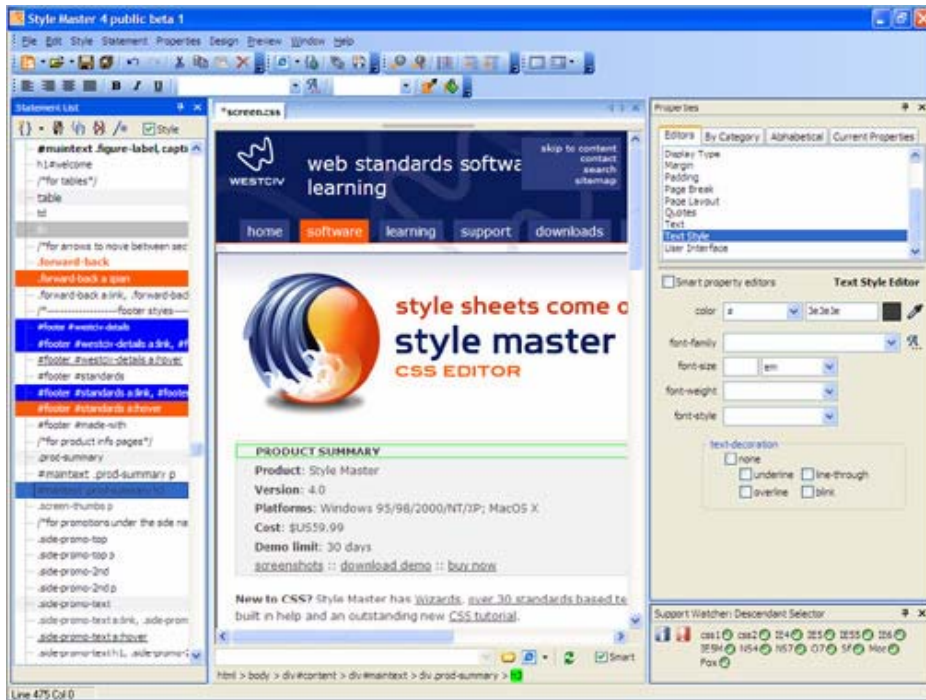 Style Master 4 public beta 1
File Edit Style Statement Properties Design Preview Window Help
B I U
Statement List
Style
#maintext .figure-label, capti
h1#welcome
/*for tables*/
table
td
th
/*for arrows to move between sec
.forward-back
.forward-back a span
.forward-back a:link, .forward-bac
/*--------------------footer styles----
#footer #westciv-details
#footer #westciv-details a:link, #f
#footer #westciv-details a:hover
#footer #standards
#footer #standards a:link, #footer
#footer #standards a:hover
#footer #made-with
/*for product info pages*/
.prod-summary
#maintext .prod-summary p
#maintext .prod-summary h3
.screen-thumbs p
/*for promotions under the side na
.side-promo-top
.side-promo-top p
.side-promo-2nd
.side-promo-2nd p
.side-promo-text
.side-promo-text a:link, .side-prom
.side-promo-text a:hover
.side-promo-text h1, .side-promo-
*screen.css
WESTCIV
web standards softwa
learning
skip to content
contact
search
sitemap
home software learning support downloads
style sheets come o
style master
CSS EDITOR
PRODUCT SUMMARY
Product: Style Master
Version: 4.0
Platforms: Windows 95/98/2000/NT/XP; MacOS X
Cost: $US59.99
Demo limit: 30 days
screenshots :: download demo :: buy now
New to CSS? Style Master has Wizards, over 30 standards based te
built in help and an outstanding new CSS tutorial.
Smart
html > body > div#content > div#maintext > div.prod-summary > h3
Properties
Editors By Category Alphabetical Current Properties
Display Type
Margin
Padding
Page Break
Page Layout
Quotes
Text
Text Style
User Interface
Smart property editors Text Style Editor
color # 3e3e3e
font-family
font-size em
font-weight
font-style
text-decoration
none
underline line-through
overline blink
Support Watcher: Descendant Selector
css1 css2 IE4 IE5 IE55 IE6
IE5M NS4 NS7 O7 Sf Moz
Fox
Line 475 Col 0